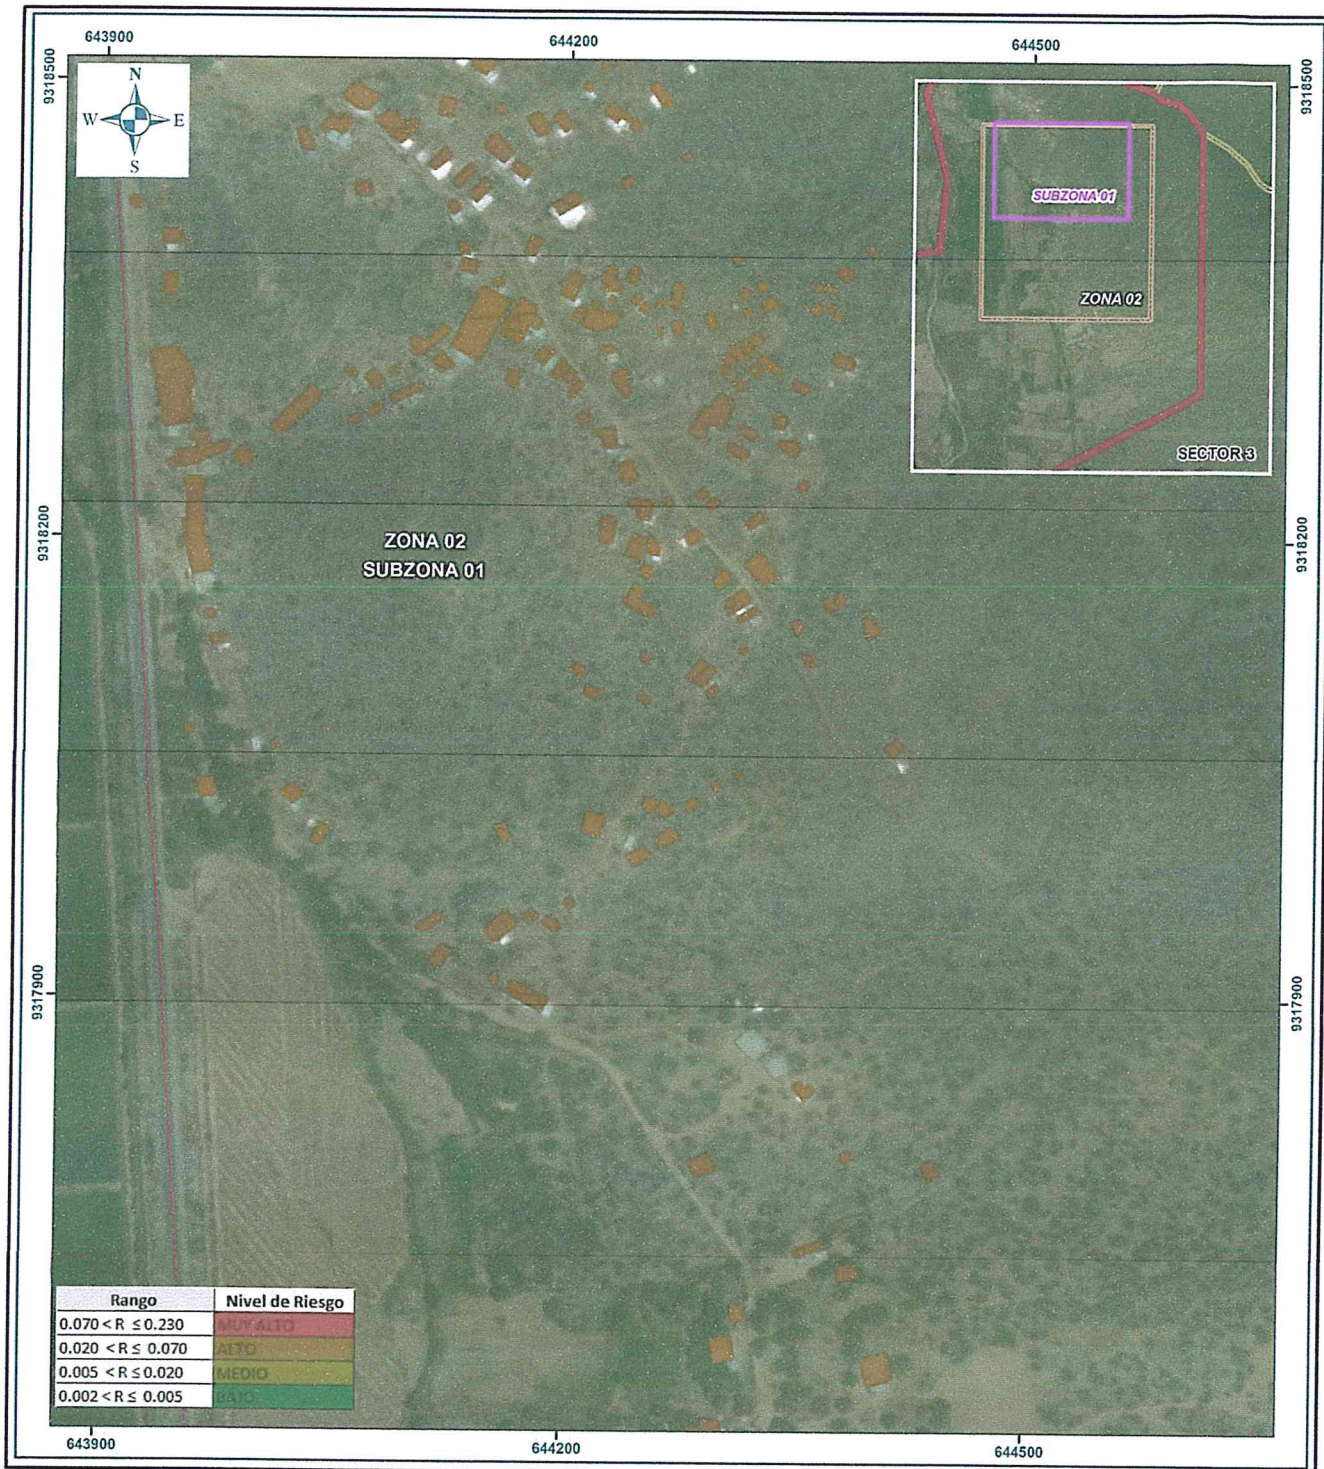 643900 644200 644500
9318500 9318500
N
W E
S
SUBZONA 01
ZONA 02
SECTOR 3
9318200 9318200
ZONA 02
SUBZONA 01
9317900 9317900
Rango Nivel de Riesgo
0.070 < R ≤ 0.230 MUY ALTO
0.020 < R ≤ 0.070 ALTO
0.005 < R ≤ 0.020 MEDIO
0.002 < R ≤ 0.005 BAJO
643900 644200 644500